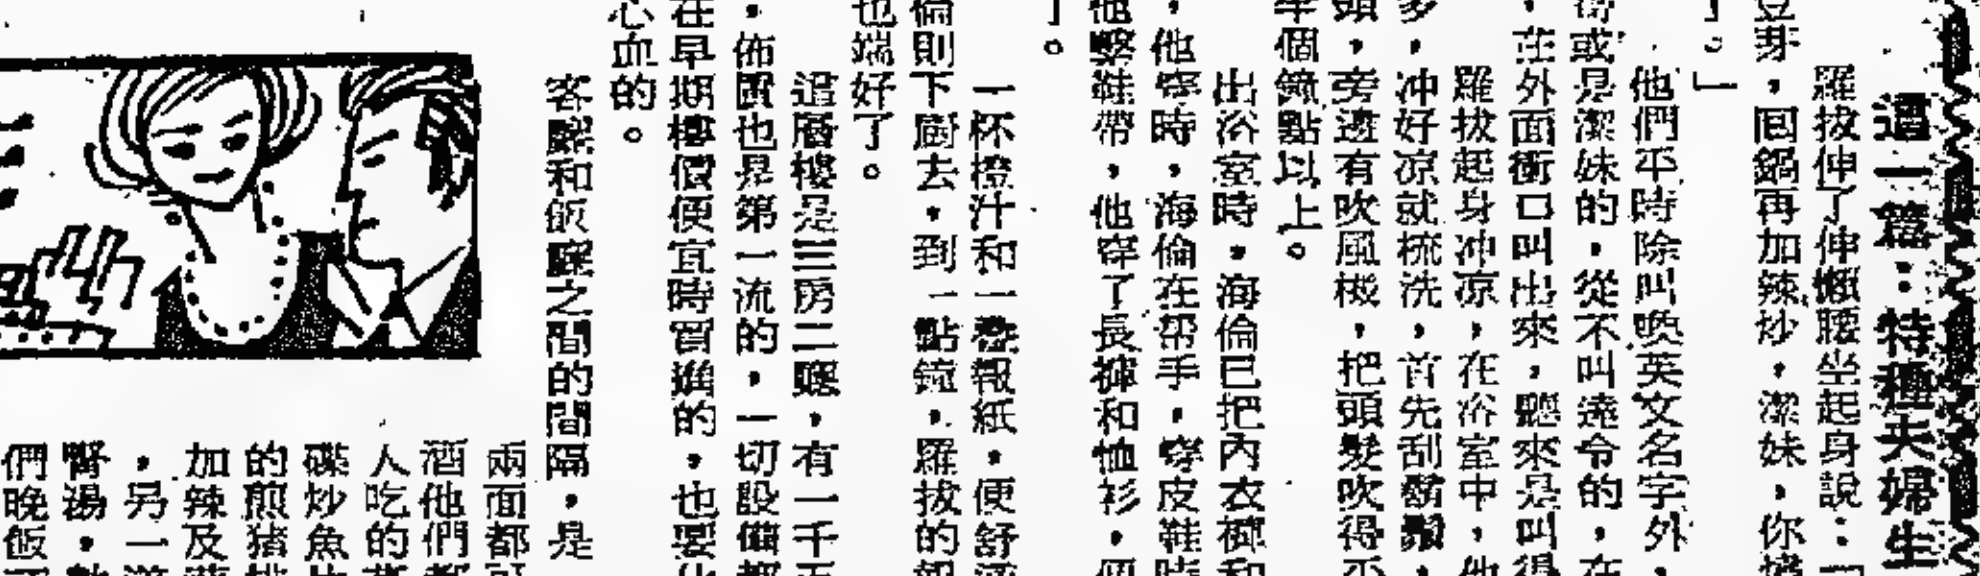 這一篇：特種夫婦生
羅拔伸了伸懶腰坐起身說：「
豆芽，回鍋再加辣炒，潔妹，你
」。」
他們平時除叫喚英文名字外，
或是潔妹的，從不叫遠令的，在
，在外面衝口叫出來，聽來是叫得
羅拔起身冲凉，在浴室中，他
多，冲好凉就梳洗，首先刮鬍鬚，
頭，旁邊有吹風機，把頭髮吹得
半個鐘點以上。
出浴室時，海倫已把內衣褲和
，他穿時，海倫在帮手，穿皮鞋時
他繫鞋帶，他穿了長褲和恤衫，
了。
一杯橙汁和一叠報紙，便舒
倫則下廚去，到一點鐘，羅拔的
也端好了。
這層樓是三房二廳，有一千
，佈置也是第一流的，一切設備都
在早期樓價便宜時買進的，也要
心血的。
客廳和飯廳之間的間隔，是
兩面都
酒他們
人吃的
碟炒魚
的煎猪
加辣及
，另一
腎湯，
們晚飯